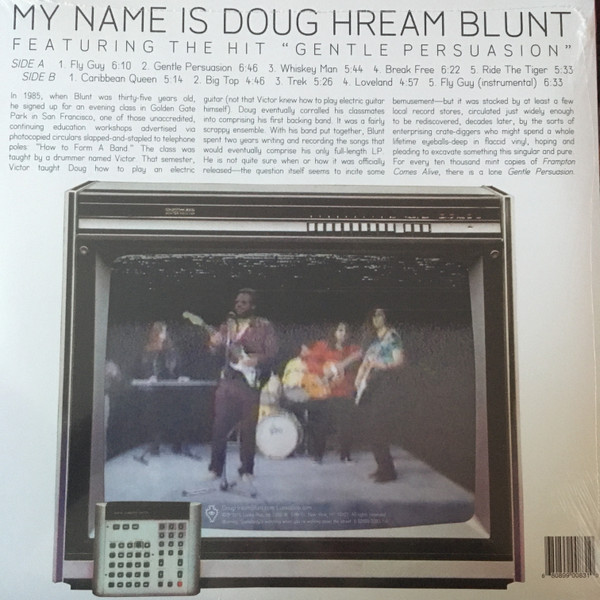 MY NAME IS DOUG HREAM BLUNT
FEATURING THE HIT "GENTLE PERSUASION"
SIDE A 1. Fly Guy 6:10 2. Gentle Persuasion 6:46 3. Whiskey Man 5:44 4. Break Free 6:22 5. Ride The Tiger 5:33
SIDE B 1. Caribbean Queen 5:14 2. Big Top 4:46 3. Trek 5:26 4. Loveland 4:57 5. Fly Guy (instrumental) 6:33
In 1985, when Blunt was thirty-five years old,
he signed up for an evening class in Golden Gate
Park in San Francisco, one of those unaccredited,
continuing education workshops advertised via
photocopied circulars slapped-and-stapled to telephone
poles: "How to Form A Band." The class was
taught by a drummer named Victor. That semester,
Victor taught Doug how to play an electric
guitar (not that Victor knew how to play electric guitar
himself). Doug eventually corralled his classmates
into comprising his first backing band. It was a fairly
scrappy ensemble. With his band put together, Blunt
spent two years writing and recording the songs that
would eventually comprise his only full-length LP.
He is not quite sure when or how it was officially
released—the question itself seems to incite some
bemusement—but it was stocked by at least a few
local record stores, circulated just widely enough
to be rediscovered, decades later, by the sorts of
enterprising crate-diggers who might spend a whole
lifetime eyeballs-deep in flaccid vinyl, hoping and
pleading to excavate something this singular and pure.
For every ten thousand mint copies of Frampton
Comes Alive, there is a lone Gentle Persuasion.